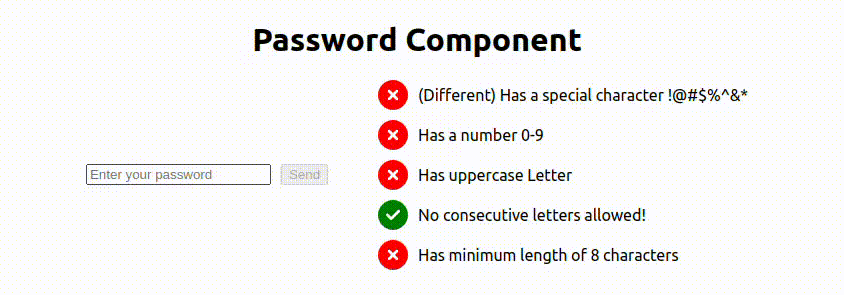 Password Component
(Different) Has a special character !@#$%^&*
Has a number 0-9
Enter your password
Send
Has uppercase Letter
No consecutive letters allowed!
Has minimum length of 8 characters